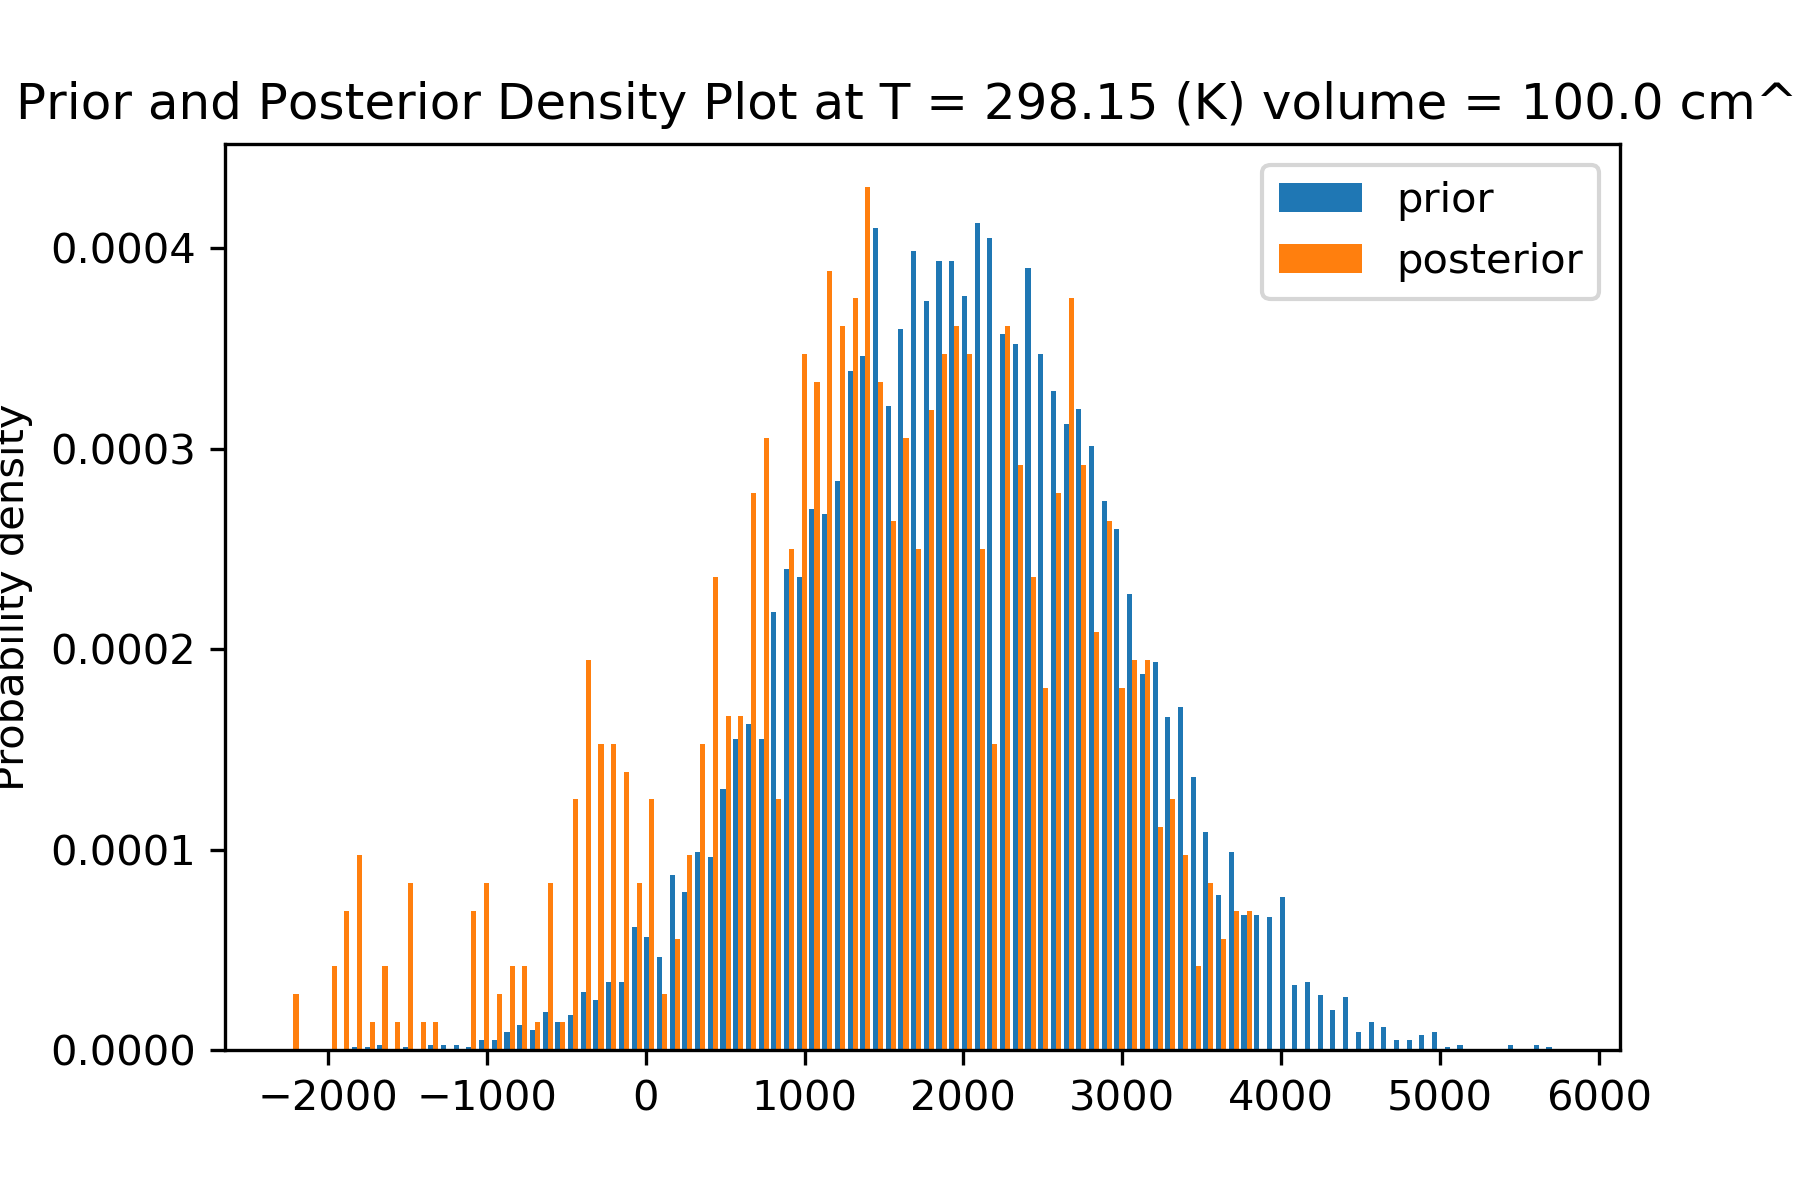 Prior and Posterior Density Plot at T = 298.15 (K) volume = 100.0 cm^
prior
posterior
Probability density
0.0004
0.0003
0.0002
0.0001
0.0000
−2000 −1000 0 1000 2000 3000 4000 5000 6000